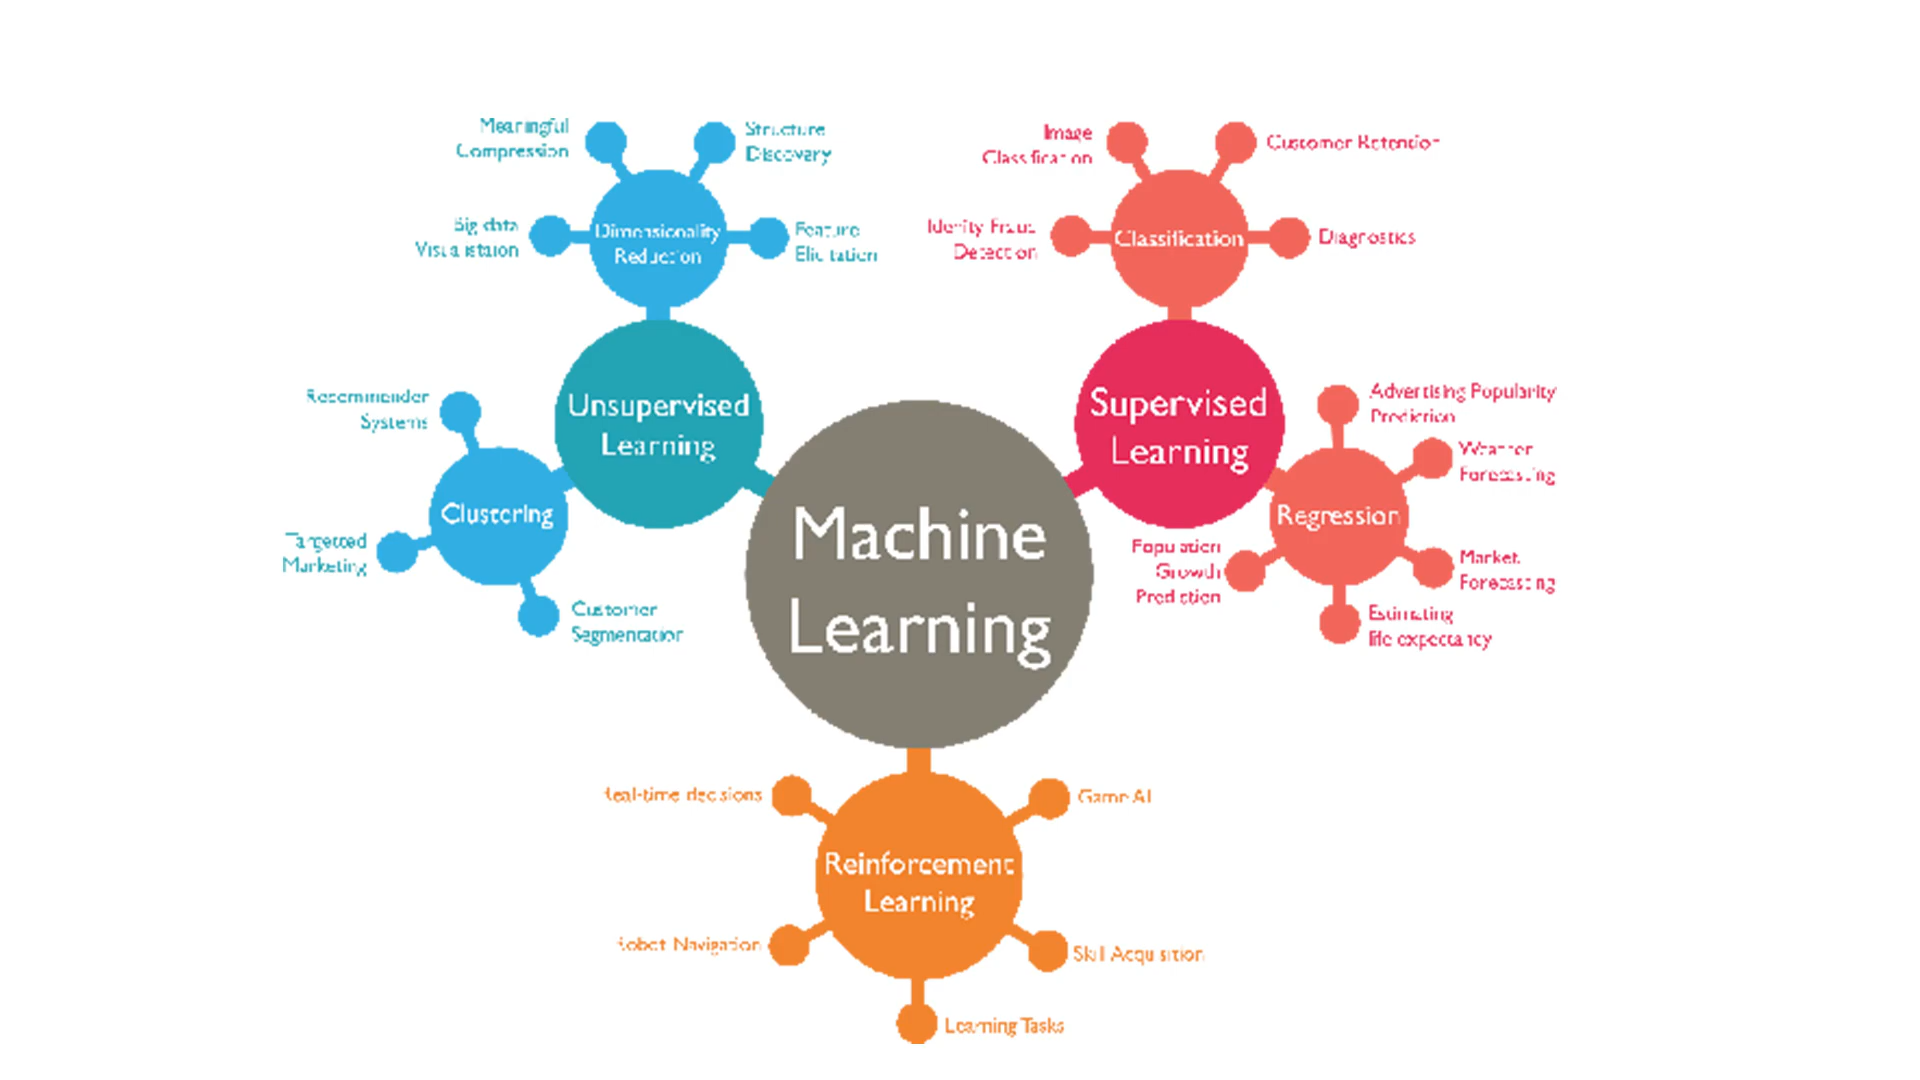 Meaningful
Compression
Structure
Discovery
Big data
Visualistaion
Dimensionality
Reduction
Feature
Elicitation
Image
Classification
Customer Retention
Identity Fraud
Detection
Classification
Diagnostics
Unsupervised
Learning
Supervised
Learning
Recommender
Systems
Clustering
Targetted
Marketing
Customer
Segmentation
Machine
Learning
Advertising Popularity
Prediction
Weather
Forecasting
Regression
Population
Growth
Prediction
Market
Forecasting
Estimating
life expectancy
Real-time decisions
Game AI
Reinforcement
Learning
Robot Navigation
Skill Acquisition
Learning Tasks